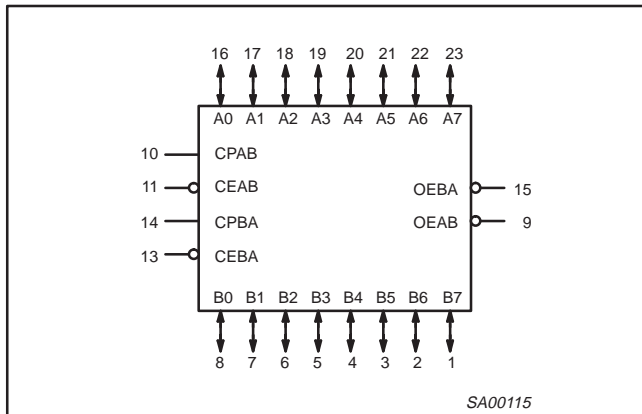 16 17 18 19 20 21 22 23
A0 A1 A2 A3 A4 A5 A6 A7
10 CPAB
11 CEAB OEBA 15
14 CPBA OEAB 9
13 CEBA
B0 B1 B2 B3 B4 B5 B6 B7
8 7 6 5 4 3 2 1
SA00115